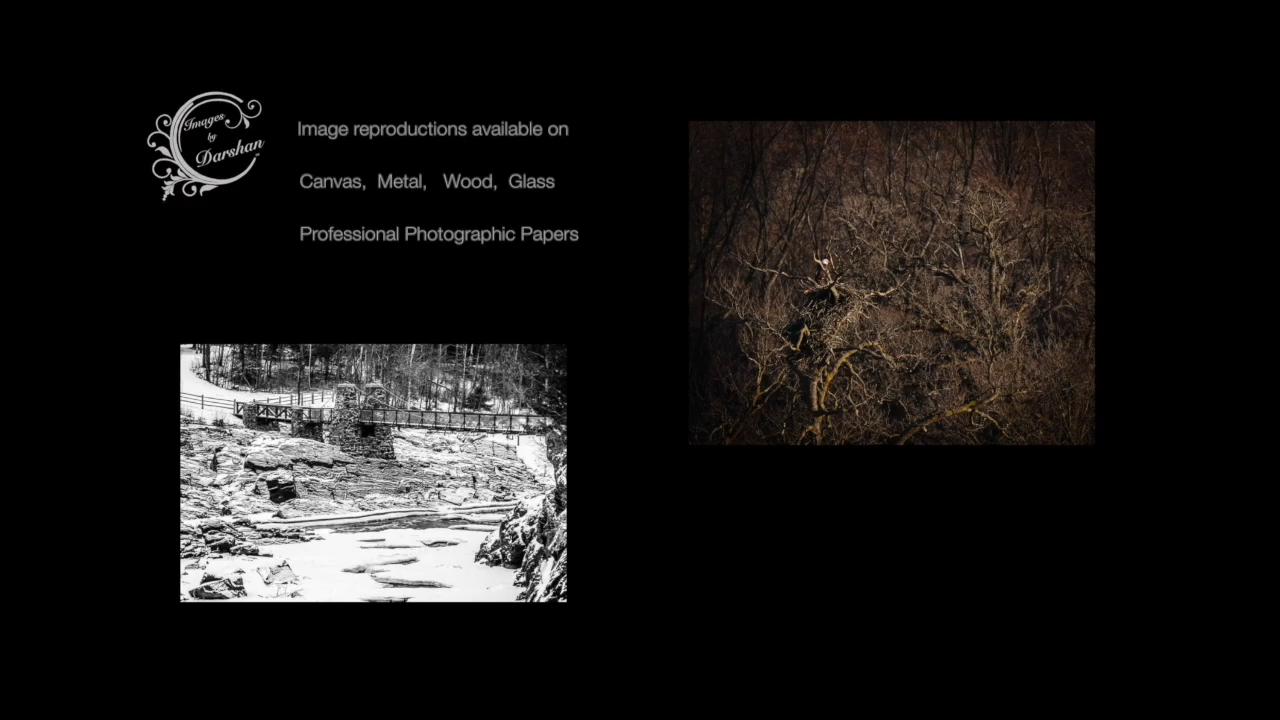 Images
by
Darshan
Image reproductions available on
Canvas, Metal, Wood, Glass
Professional Photographic Papers